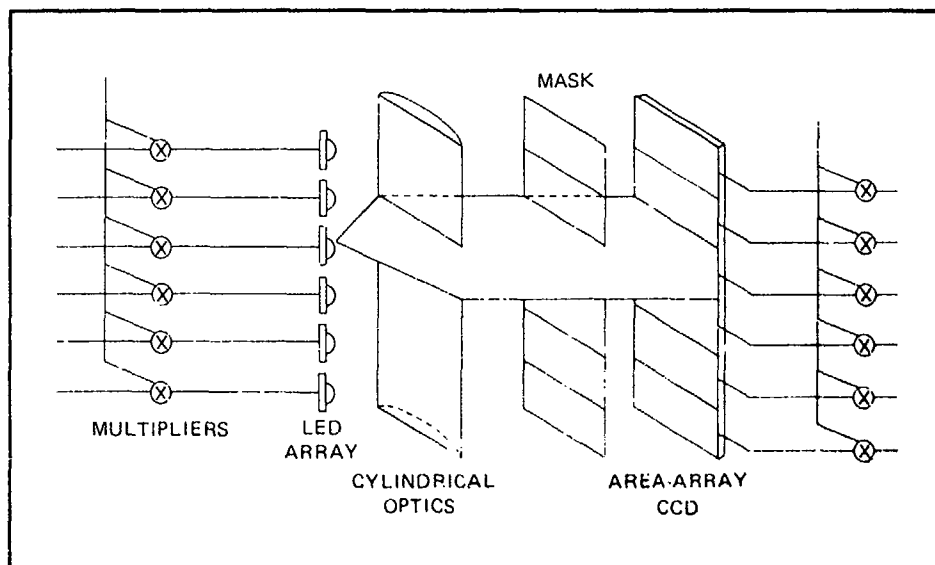 MASK
MULTIPLIERS
LED
ARRAY
CYLINDRICAL
OPTICS
AREA-ARRAY
CCD